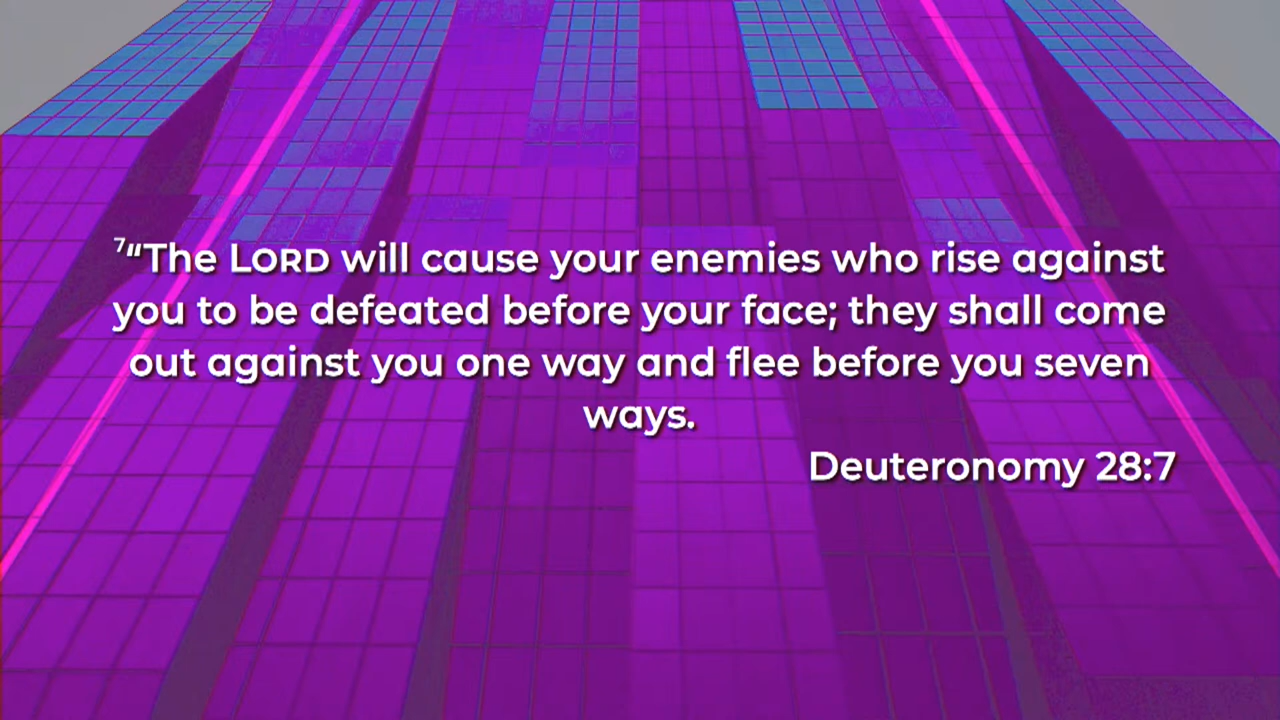 ⁷“The LORD will cause your enemies who rise against
you to be defeated before your face; they shall come
out against you one way and flee before you seven
ways.
Deuteronomy 28:7